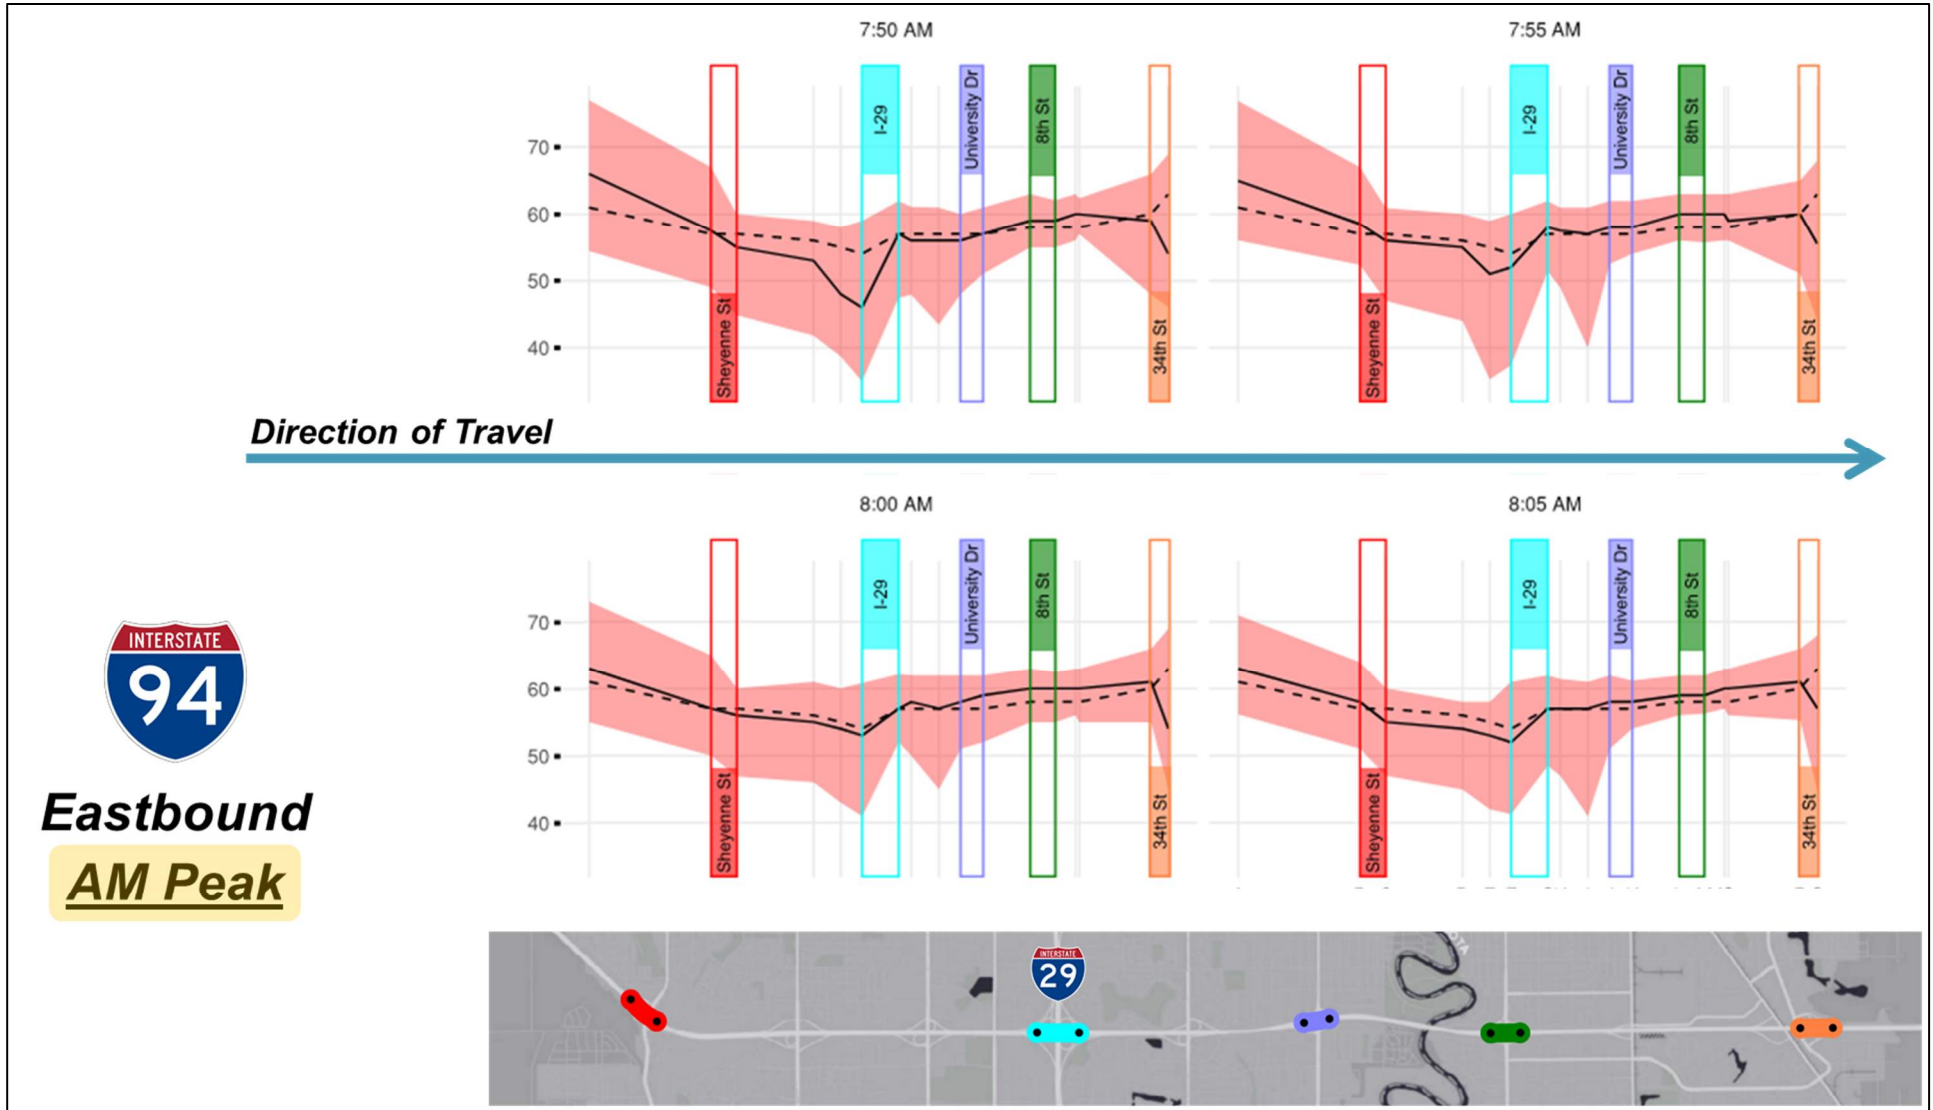 7:50 AM
7:55 AM
70
60
50
40
Sheyenne St
I-29
University Dr
8th St
34th St
Sheyenne St
I-29
University Dr
8th St
34th St
Direction of Travel
8:00 AM
8:05 AM
70
60
50
40
Sheyenne St
I-29
University Dr
8th St
34th St
Sheyenne St
I-29
University Dr
8th St
34th St
INTERSTATE
94
Eastbound
AM Peak
INTERSTATE
29